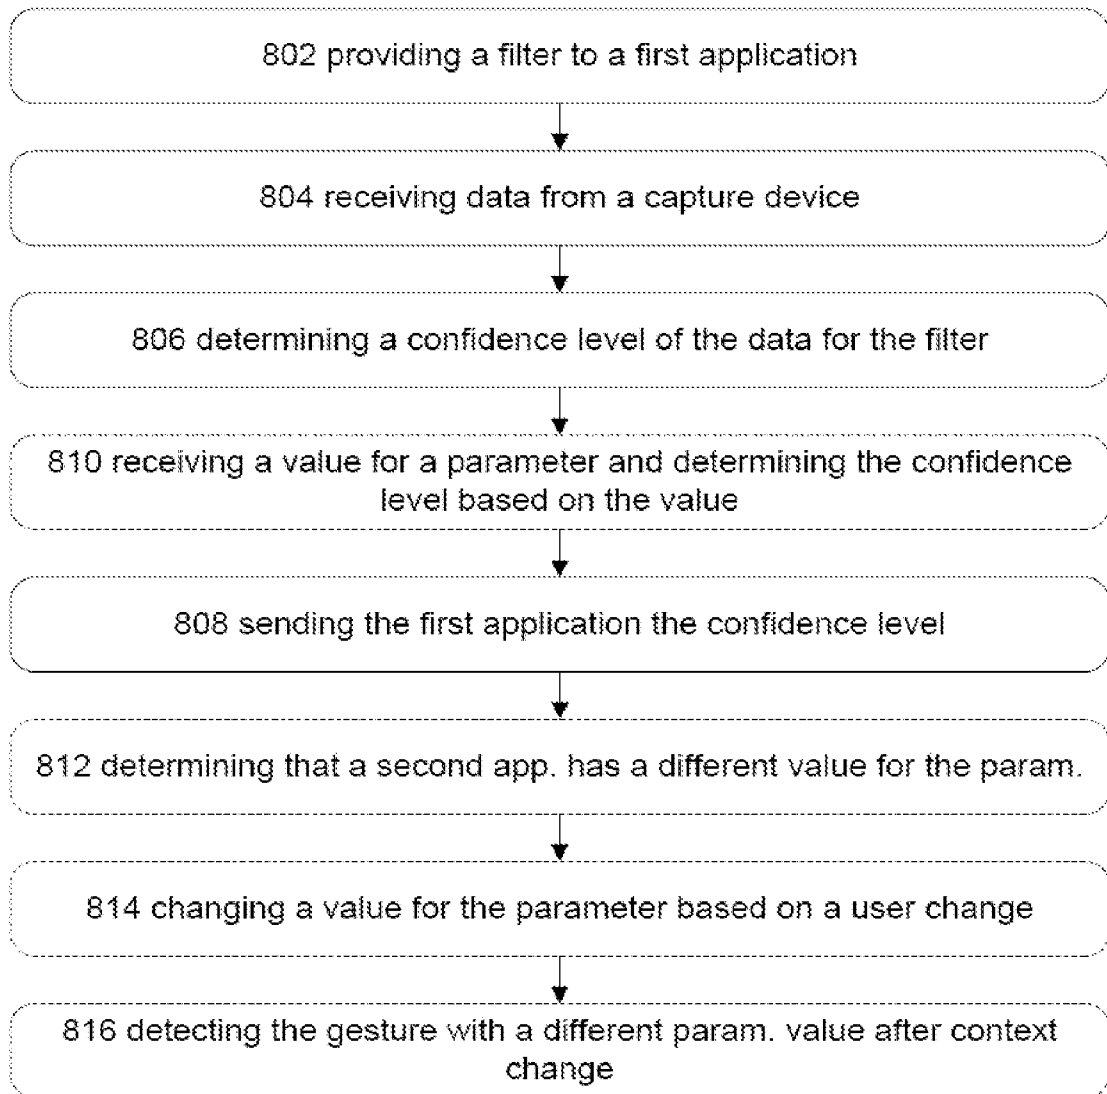 802 providing a filter to a first application
804 receiving data from a capture device
806 determining a confidence level of the data for the filter
810 receiving a value for a parameter and determining the confidence
level based on the value
808 sending the first application the confidence level
812 determining that a second app. has a different value for the param.
814 changing a value for the parameter based on a user change
816 detecting the gesture with a different param. value after context
change